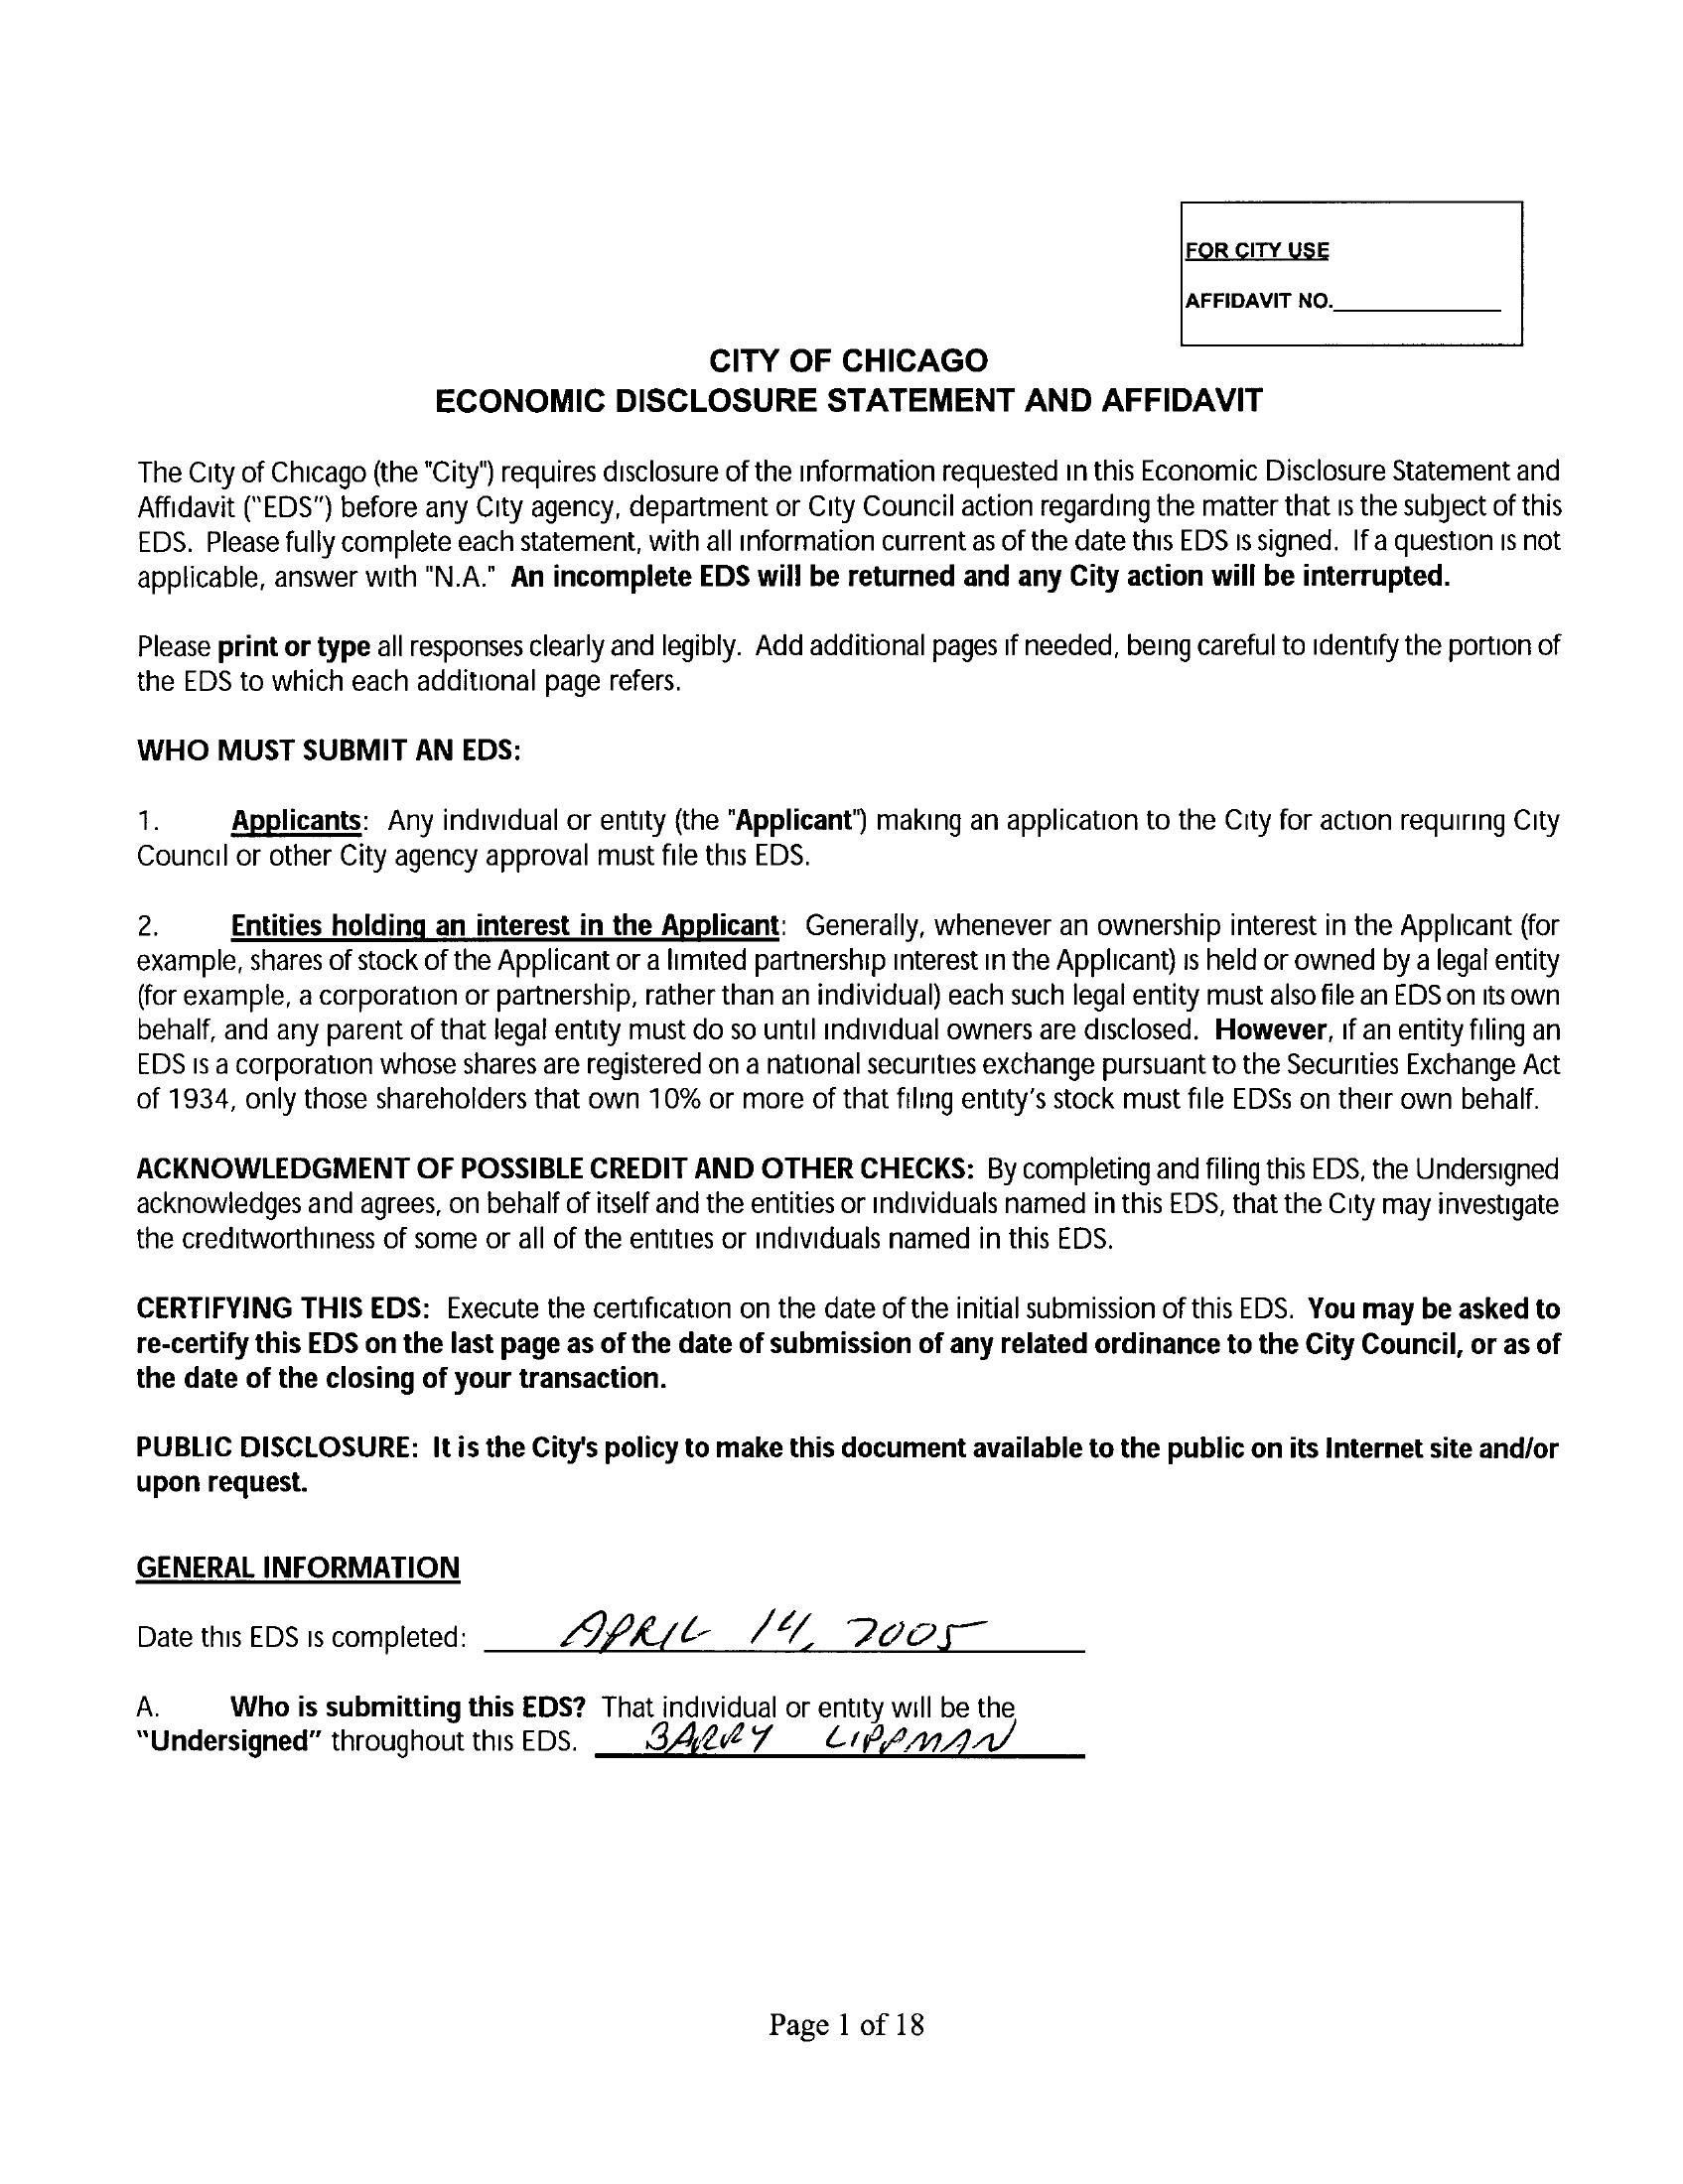 FOR CITY USE
AFFIDAVIT NO.
CITY OF CHICAGO
ECONOMIC DISCLOSURE STATEMENT AND AFFIDAVIT
The City of Chicago (the "City") requires disclosure of the information requested in this Economic Disclosure Statement and
Affidavit ("EDS") before any City agency, department or City Council action regarding the matter that is the subject of this
EDS. Please fully complete each statement, with all information current as of the date this EDS is signed. If a question is not
applicable, answer with "N.A." An incomplete EDS will be returned and any City action will be interrupted.
Please print or type all responses clearly and legibly. Add additional pages if needed, being careful to identify the portion of
the EDS to which each additional page refers.
WHO MUST SUBMIT AN EDS:
1. Applicants: Any individual or entity (the "Applicant") making an application to the City for action requiring City
Council or other City agency approval must file this EDS.
2. Entities holding an interest in the Applicant: Generally, whenever an ownership interest in the Applicant (for
example, shares of stock of the Applicant or a limited partnership interest in the Applicant) is held or owned by a legal entity
(for example, a corporation or partnership, rather than an individual) each such legal entity must also file an EDS on its own
behalf, and any parent of that legal entity must do so until individual owners are disclosed. However, if an entity filing an
EDS is a corporation whose shares are registered on a national securities exchange pursuant to the Securities Exchange Act
of 1934, only those shareholders that own 10% or more of that filing entity's stock must file EDSs on their own behalf.
ACKNOWLEDGMENT OF POSSIBLE CREDIT AND OTHER CHECKS: By completing and filing this EDS, the Undersigned
acknowledges and agrees, on behalf of itself and the entities or individuals named in this EDS, that the City may investigate
the creditworthiness of some or all of the entities or individuals named in this EDS.
CERTIFYING THIS EDS: Execute the certification on the date of the initial submission of this EDS. You may be asked to
re-certify this EDS on the last page as of the date of submission of any related ordinance to the City Council, or as of
the date of the closing of your transaction.
PUBLIC DISCLOSURE: It is the City's policy to make this document available to the public on its Internet site and/or
upon request.
GENERAL INFORMATION
Date this EDS is completed: APRIL 14, 2005
A. Who is submitting this EDS? That individual or entity will be the
"Undersigned" throughout this EDS. BARRY LIPPMAN
Page 1 of 18